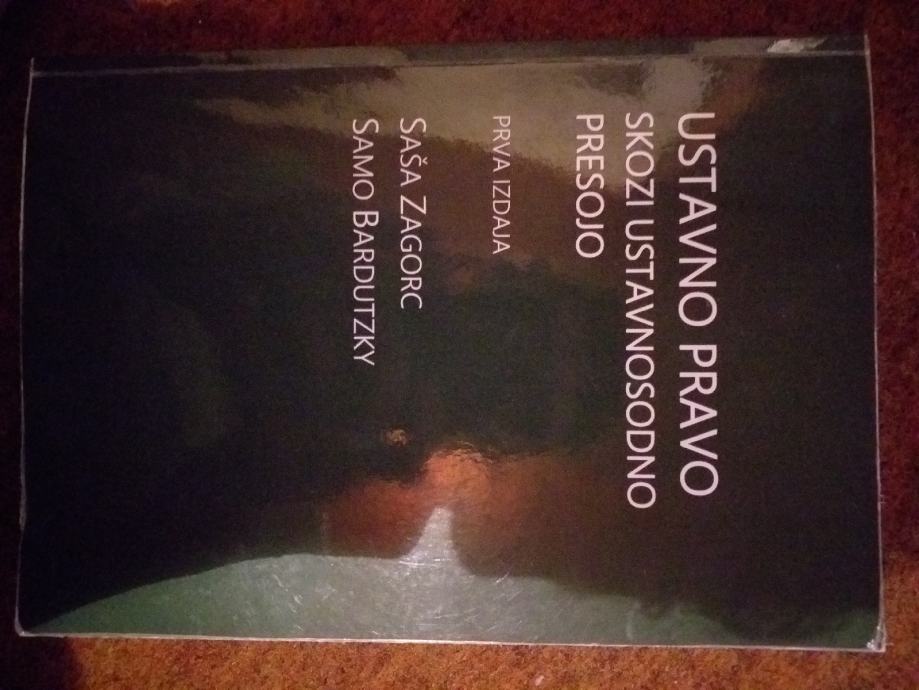 USTAVNO PRAVO
SKOZI USTAVNOSODNO
PRESOJO
PRVA IZDAJA
SAŠA ZAGORC
SAMO BARDUTZKY